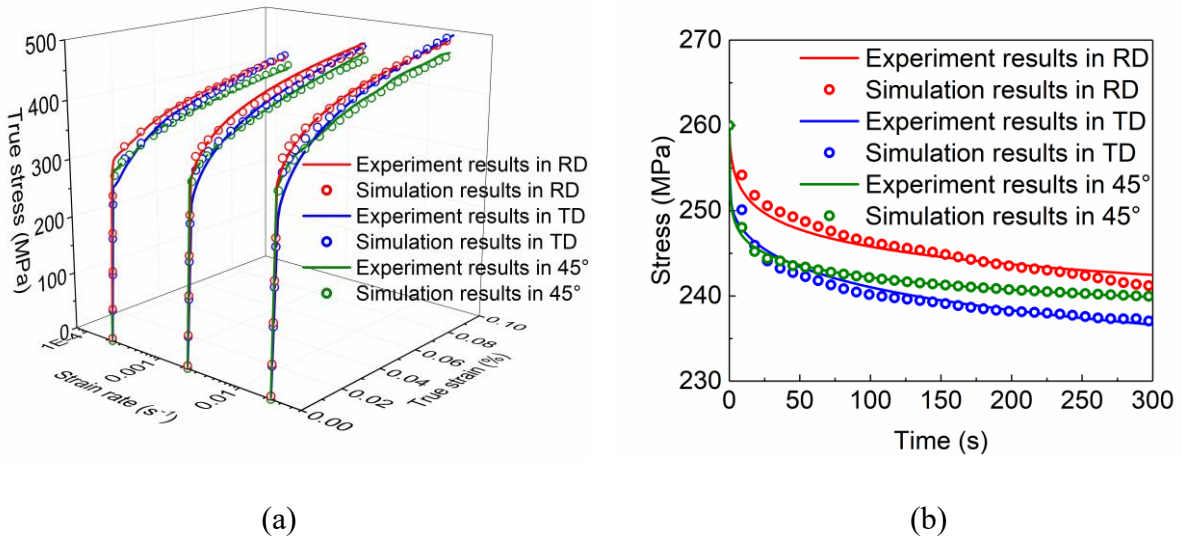 500
400
300
200
100
0
True stress (MPa)
1E-4
0.001
0.01
Strain rate (s⁻¹)
0.00
0.02
0.04
0.06
0.08
0.10
True strain (%)
Experiment results in RD
Simulation results in RD
Experiment results in TD
Simulation results in TD
Experiment results in 45°
Simulation results in 45°
(a)
270
260
250
240
230
Stress (MPa)
Experiment results in RD
Simulation results in RD
Experiment results in TD
Simulation results in TD
Experiment results in 45°
Simulation results in 45°
0 50 100 150 200 250 300
Time (s)
(b)